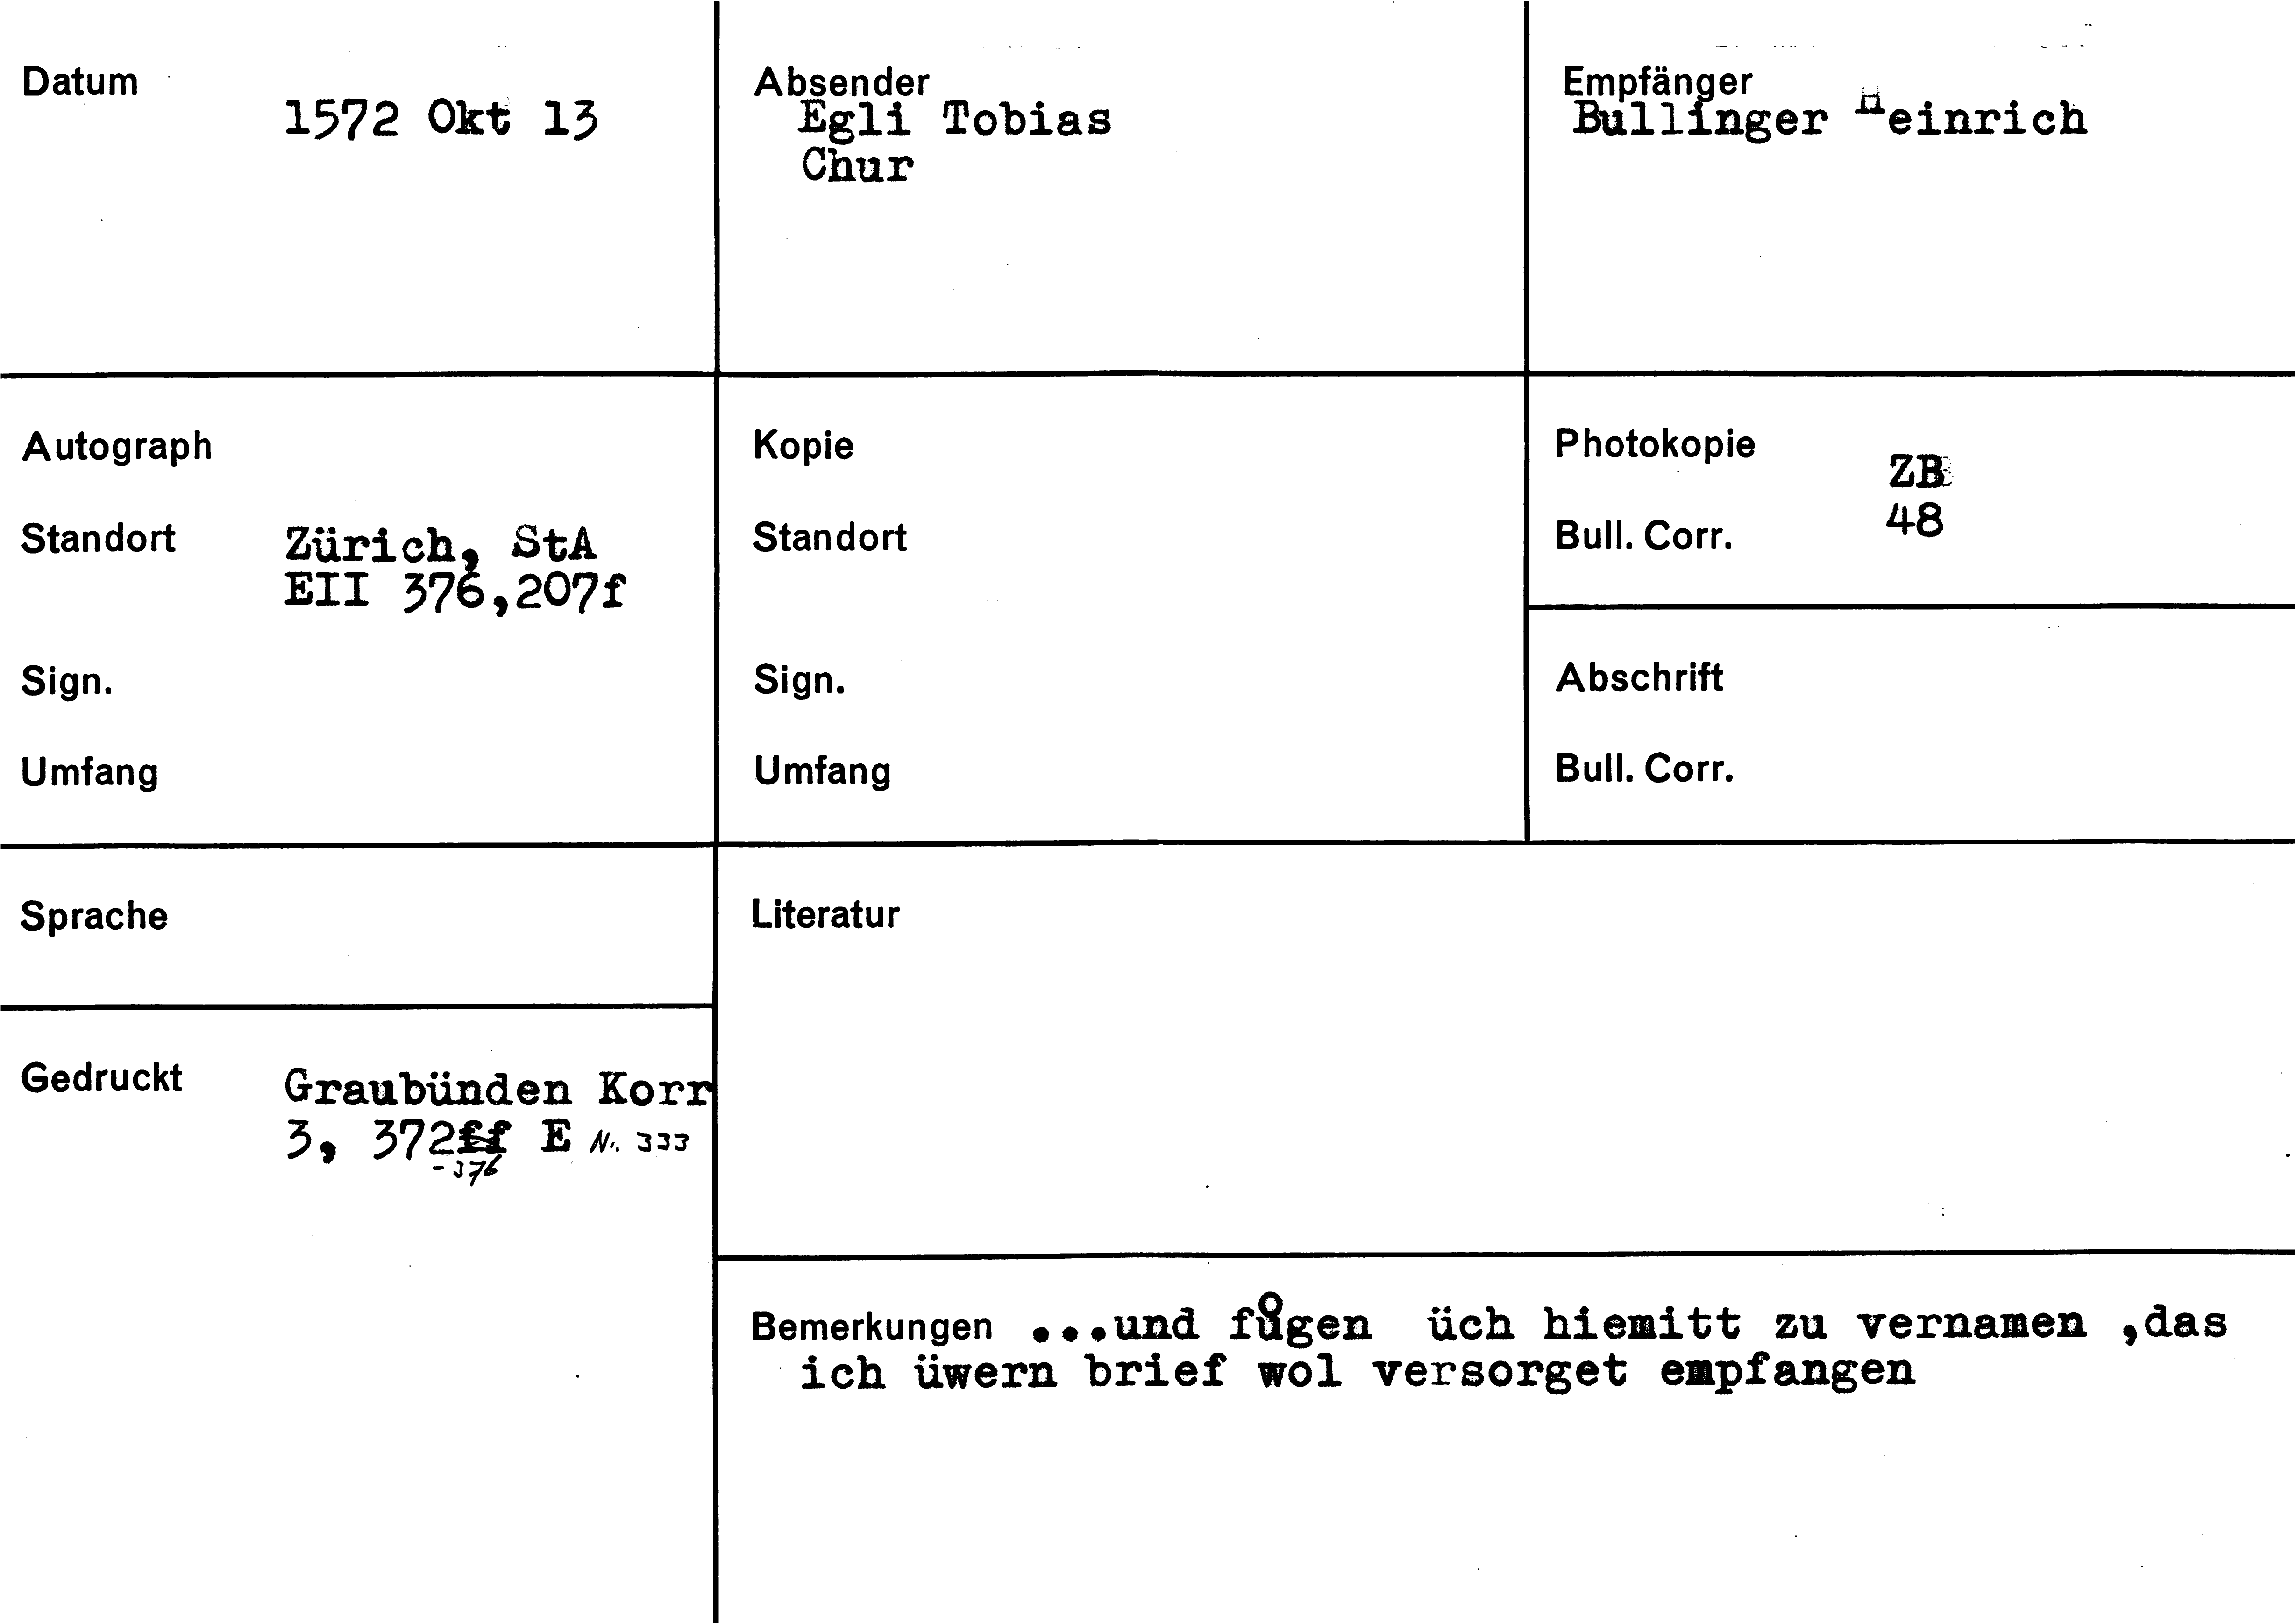 Datum
1572 Okt 13
Absender
Egli Tobias
Chur
Empfänger
Bullinger Heinrich
Autograph
Standort Zürich, StA
EII 376,207f
Sign.
Umfang
Kopie
Standort
Sign.
Umfang
Photokopie ZB
Bull. Corr. 48
Abschrift
Bull. Corr.
Sprache
Literatur
Gedruckt Graubünden Korr
3, 372ff E Nr. 333
-376
Bemerkungen ...und fůgen üch hiemitt zu vernamen ,das
ich üwern brief wol versorget empfangen